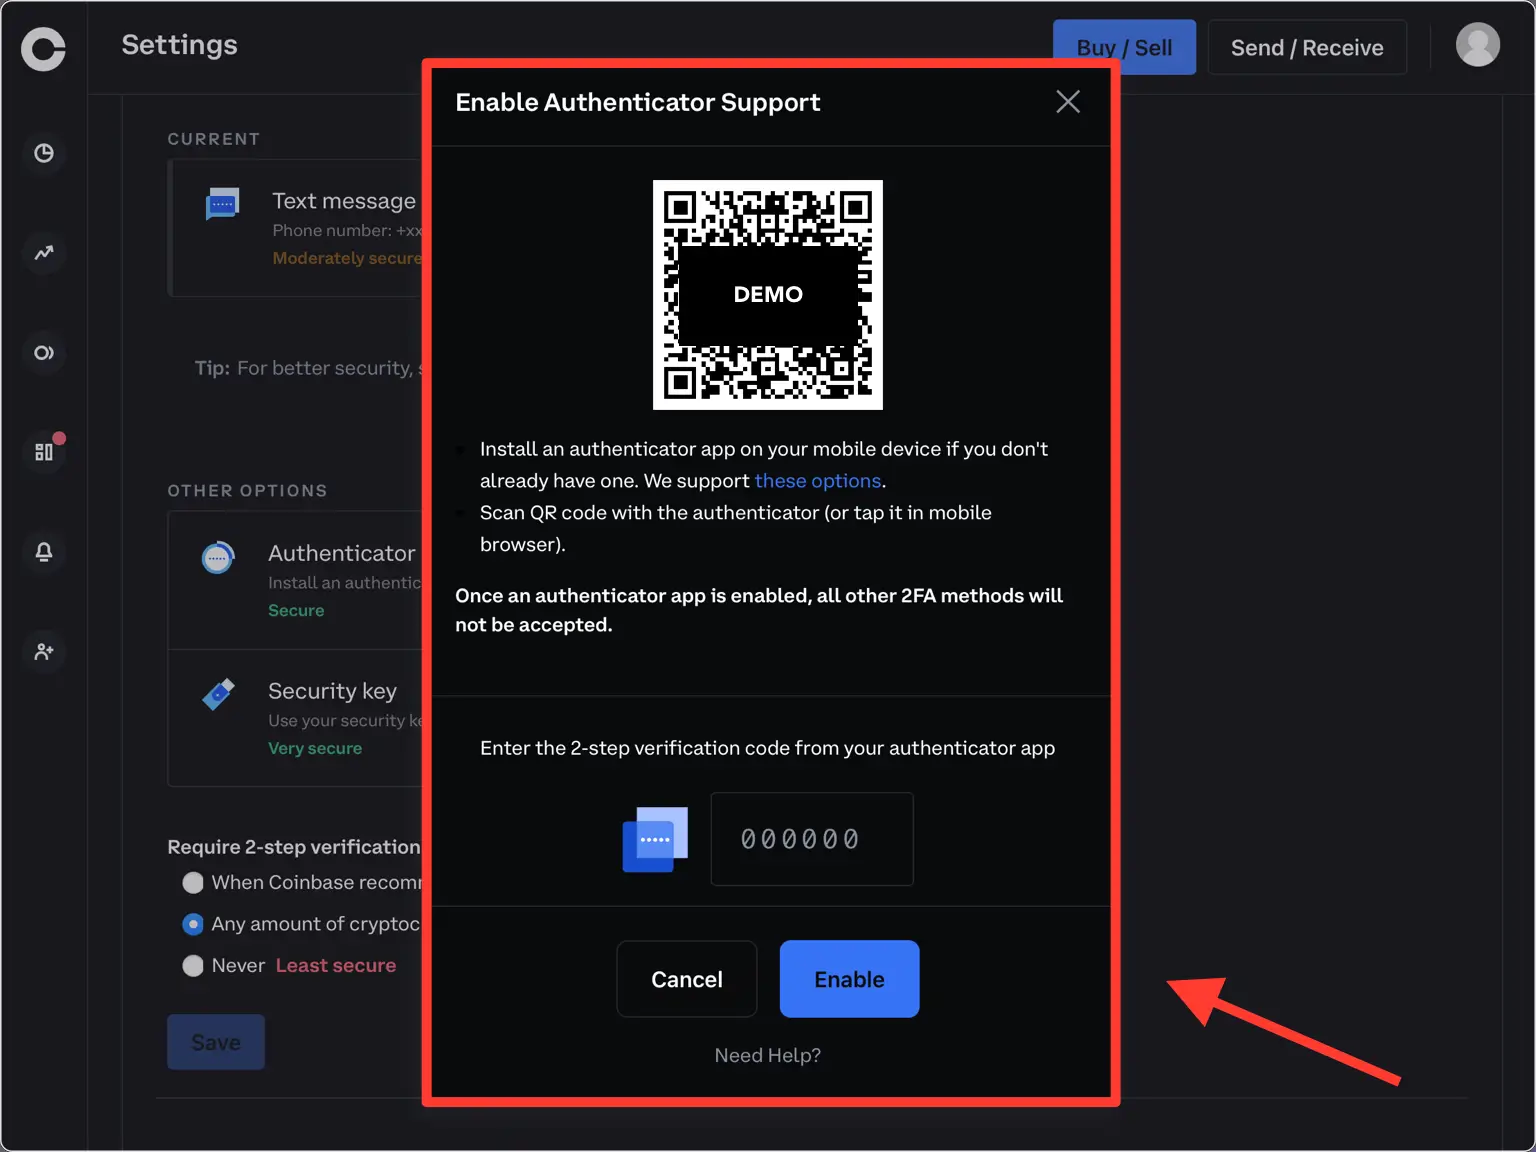 Settings
Buy / Sell
Send / Receive
Enable Authenticator Support
CURRENT
Text message
Phone number: +xx
Moderately secure
DEMO
Tip: For better security,
Install an authenticator app on your mobile device if you don't
already have one. We support these options.
Scan QR code with the authenticator (or tap it in mobile
browser).
OTHER OPTIONS
Authenticator
Install an authentic
Secure
Once an authenticator app is enabled, all other 2FA methods will
not be accepted.
Security key
Use your security ke
Very secure
Enter the 2-step verification code from your authenticator app
000000
Require 2-step verification
When Coinbase recomm
Any amount of cryptoc
Never Least secure
Save
Cancel
Enable
Need Help?